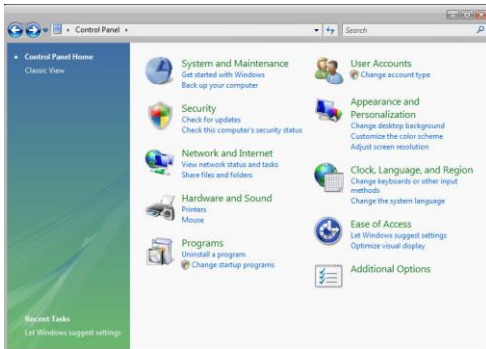 Control Panel
Search
Control Panel Home
Classic View
System and Maintenance
Get started with Windows
Back up your computer
Security
Check for updates
Check this computer's security status
Network and Internet
View network status and tasks
Share files and folders
Hardware and Sound
Printers
Mouse
Programs
Uninstall a program
Change startup programs
User Accounts
Change account type
Appearance and
Personalization
Change desktop background
Customize the color scheme
Adjust screen resolution
Clock, Language, and Region
Change keyboards or other input
methods
Change the system language
Ease of Access
Let Windows suggest settings
Optimize visual display
Additional Options
Recent Tasks
Let Windows suggest settings